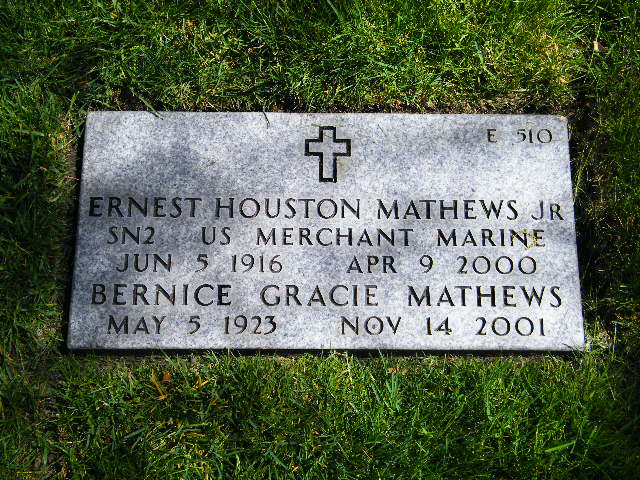 E 510
ERNEST HOUSTON MATHEWS JR
SN2 US MERCHANT MARINE
JUN 5 1916 APR 9 2000
BERNICE GRACIE MATHEWS
MAY 5 1923 NOV 14 2001